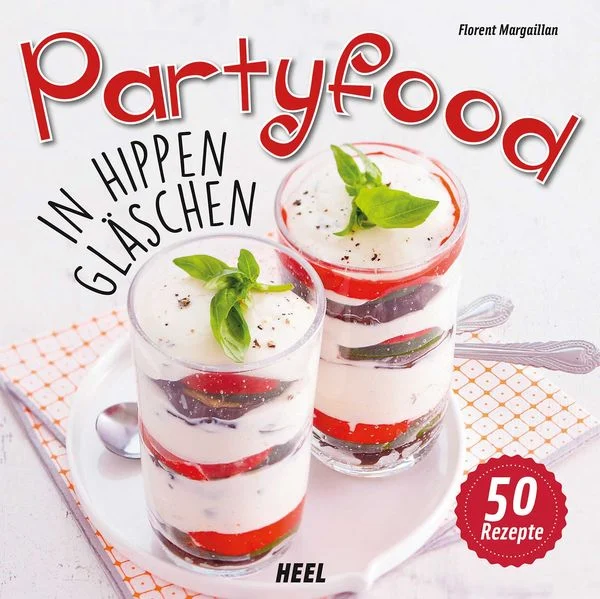 Florent Margaillan
Partyfood
IN HIPPEN
GLÄSCHEN
50
Rezepte
HEEL